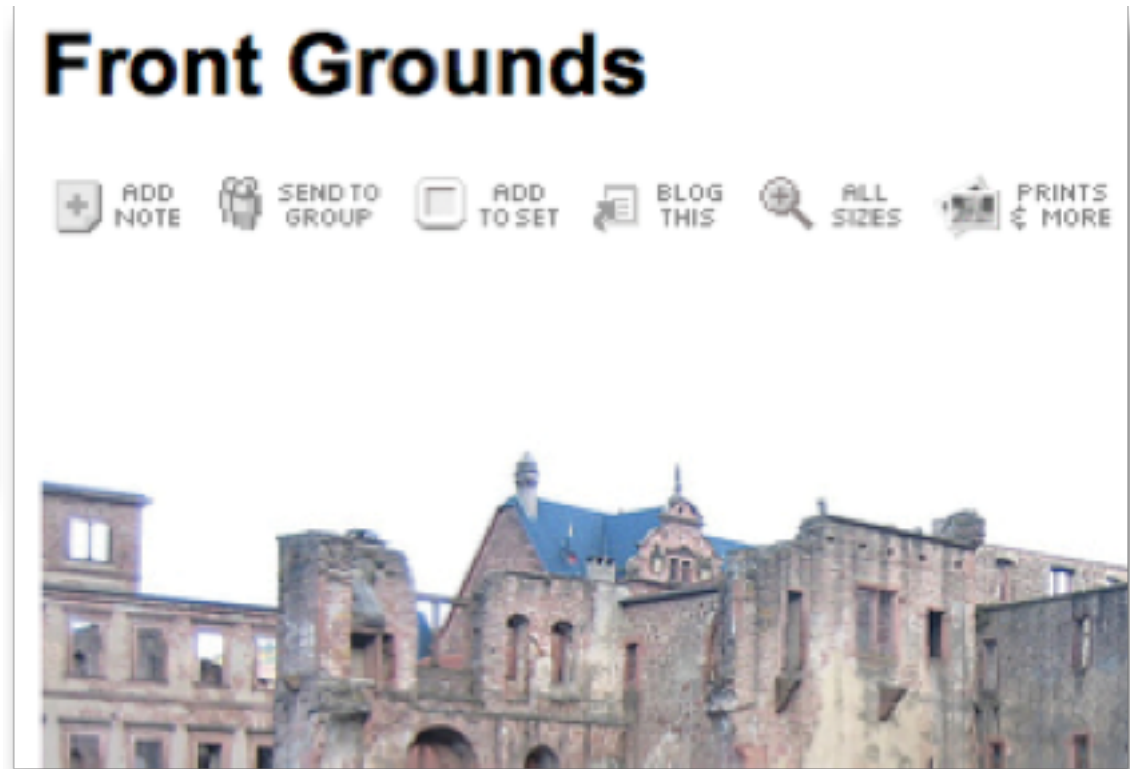 Front Grounds
ADD NOTE
SEND TO GROUP
ADD TO SET
BLOG THIS
ALL SIZES
PRINTS & MORE